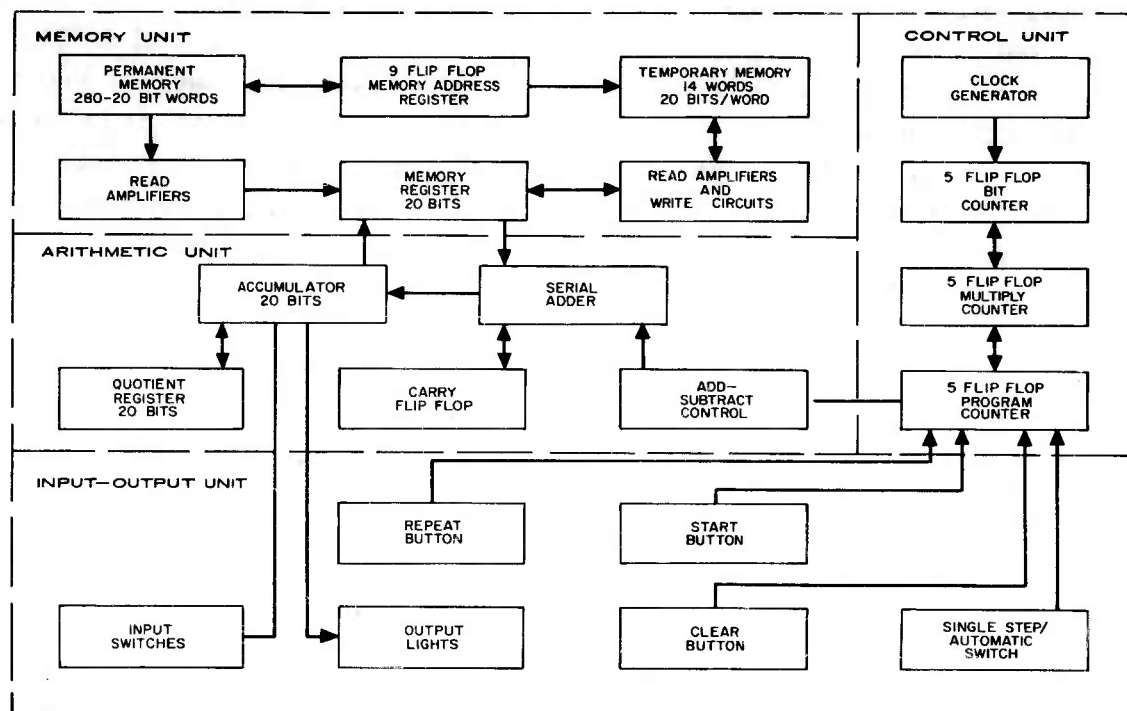 MEMORY UNIT
PERMANENT
MEMORY
280-20 BIT WORDS
9 FLIP FLOP
MEMORY ADDRESS
REGISTER
TEMPORARY MEMORY
14 WORDS
20 BITS/WORD
READ
AMPLIFIERS
MEMORY
REGISTER
20 BITS
READ AMPLIFIERS
AND
WRITE CIRCUITS
CONTROL UNIT
CLOCK
GENERATOR
5 FLIP FLOP
BIT
COUNTER
5 FLIP FLOP
MULTIPLY
COUNTER
5 FLIP FLOP
PROGRAM
COUNTER
ARITHMETIC UNIT
ACCUMULATOR
20 BITS
SERIAL
ADDER
QUOTIENT
REGISTER
20 BITS
CARRY
FLIP FLOP
ADD-
SUBTRACT
CONTROL
INPUT-OUTPUT UNIT
REPEAT
BUTTON
START
BUTTON
INPUT
SWITCHES
OUTPUT
LIGHTS
CLEAR
BUTTON
SINGLE STEP/
AUTOMATIC
SWITCH